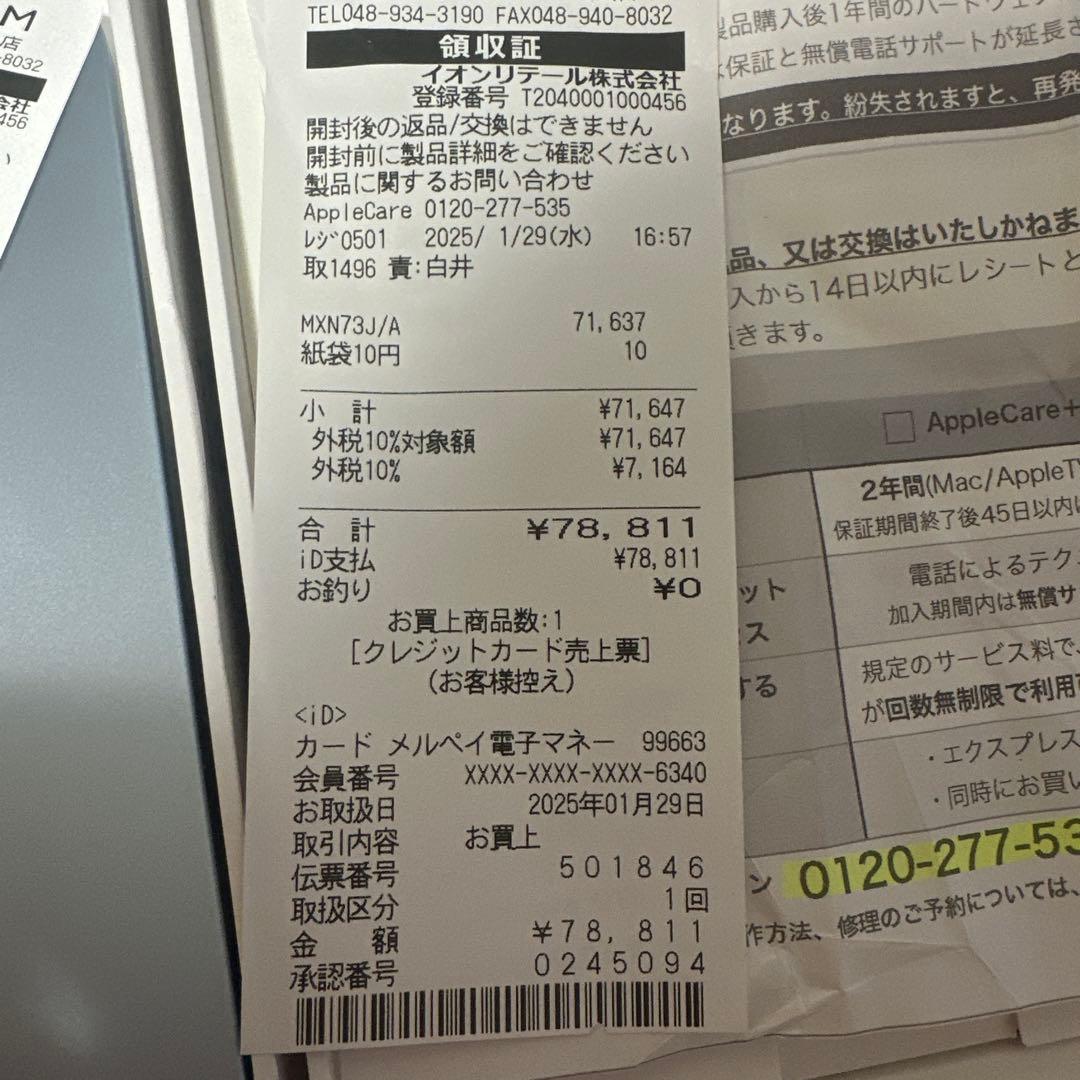 TEL048-934-3190 FAX048-940-8032
領収証
イオンリテール株式会社
登録番号 T2040001000456
開封後の返品/交換はできません
開封前に製品詳細をご確認ください
製品に関するお問い合わせ
AppleCare 0120-277-535
ﾚｼﾞ0501 2025/ 1/29(水) 16:57
取1496 責:白井
MXN73J/A 71,637
紙袋10円 10
小 計 ¥71,647
外税10%対象額 ¥71,647
外税10% ¥7,164
合 計 ¥78,811
iD支払 ¥78,811
お釣り ¥0
お買上商品数:1
[クレジットカード売上票]
(お客様控え)
<iD>
カード メルペイ電子マネー 99663
会員番号 XXXX-XXXX-XXXX-6340
お取扱日 2025年01月29日
取引内容 お買上
伝票番号 501846
取扱区分 1回
金 額 ¥78,811
承認番号 0245094
M
店
-8032
会社
456
製品購入後1年間のハードウェ
保証と無償電話サポートが延長さ
なります。紛失されますと、再発
品、又は交換はいたしかねま
入から14日以内にレシートと
きます。
AppleCare+
2年間(Mac/AppleT
保証期間終了後45日以内
電話によるテク
加入期間内は無償サ
ット
ス
する
規定のサービス料で、
が回数無制限で利用
・エクスプレス
・同時にお買い
ン 0120-277-53
作方法、修理のご予約については、